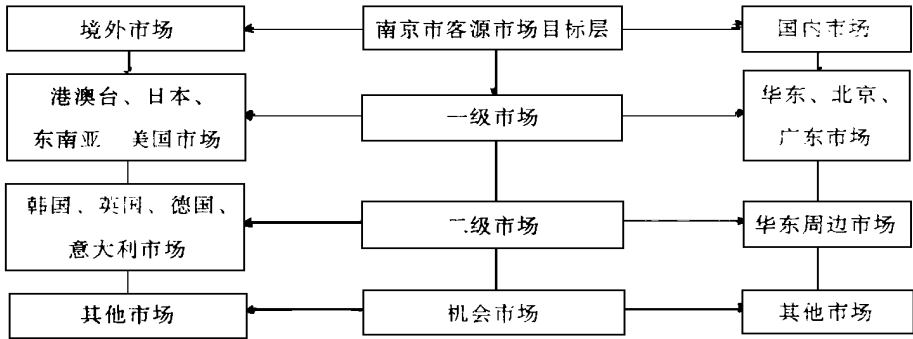 境外市场
南京市客源市场目标层
国内市场
港澳台、日本、
东南亚 美国市场
一级市场
华东、北京、
广东市场
韩国、英国、德国、
意大利市场
二级市场
华东周边市场
其他市场
机会市场
其他市场